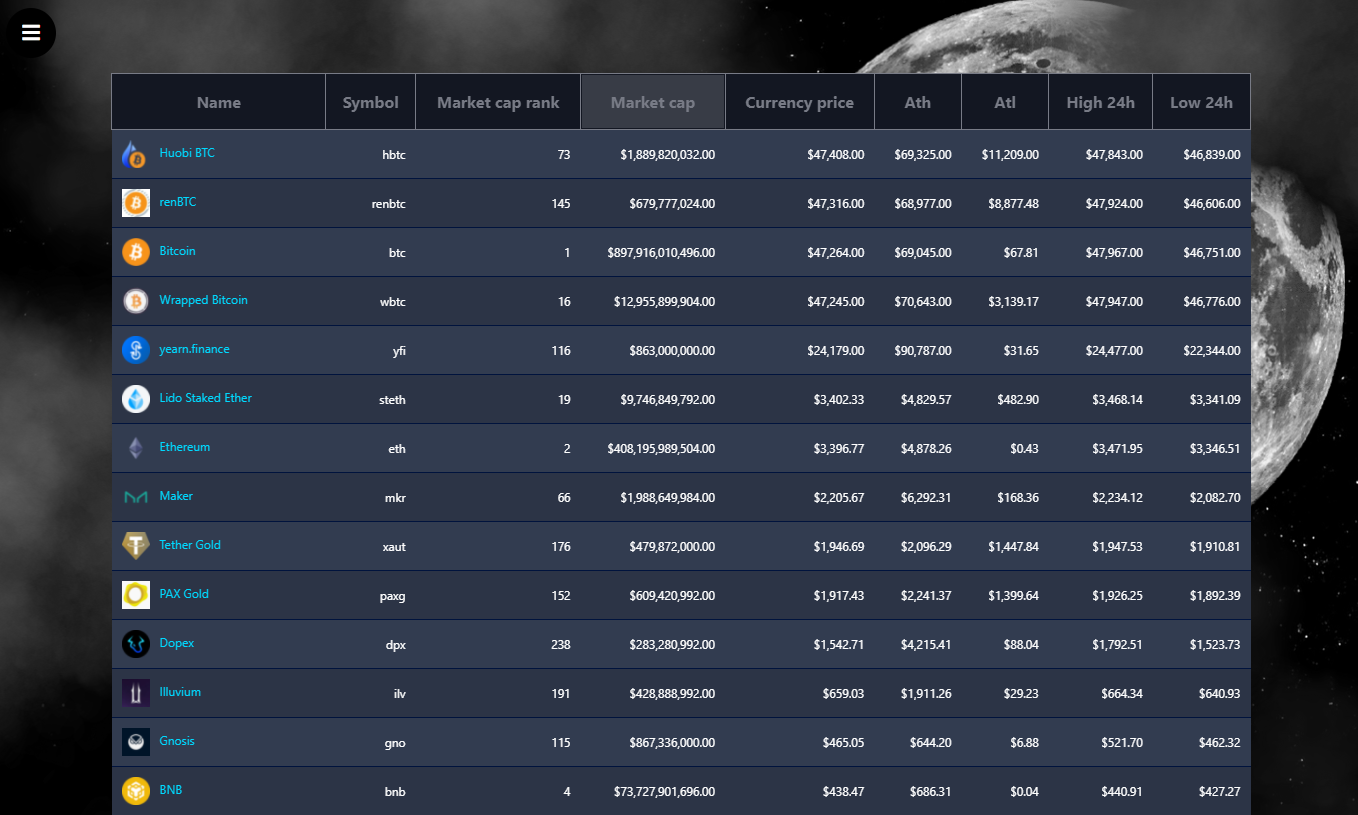 Name Symbol Market cap rank Market cap Currency price Ath Atl High 24h Low 24h
Huobi BTC hbtc 73 $1,889,820,032.00 $47,408.00 $69,325.00 $11,209.00 $47,843.00 $46,839.00
renBTC renbtc 145 $679,777,024.00 $47,316.00 $68,977.00 $8,877.48 $47,924.00 $46,606.00
Bitcoin btc 1 $897,916,010,496.00 $47,264.00 $69,045.00 $67.81 $47,967.00 $46,751.00
Wrapped Bitcoin wbtc 16 $12,955,899,904.00 $47,245.00 $70,643.00 $3,139.17 $47,947.00 $46,776.00
yearn.finance yfi 116 $863,000,000.00 $24,179.00 $90,787.00 $31.65 $24,477.00 $22,344.00
Lido Staked Ether steth 19 $9,746,849,792.00 $3,402.33 $4,829.57 $482.90 $3,468.14 $3,341.09
Ethereum eth 2 $408,195,989,504.00 $3,396.77 $4,878.26 $0.43 $3,471.95 $3,346.51
Maker mkr 66 $1,988,649,984.00 $2,205.67 $6,292.31 $168.36 $2,234.12 $2,082.70
Tether Gold xaut 176 $479,872,000.00 $1,946.69 $2,096.29 $1,447.84 $1,947.53 $1,910.81
PAX Gold paxg 152 $609,420,992.00 $1,917.43 $2,241.37 $1,399.64 $1,926.25 $1,892.39
Dopex dpx 238 $283,280,992.00 $1,542.71 $4,215.41 $88.04 $1,792.51 $1,523.73
Illuvium ilv 191 $428,888,992.00 $659.03 $1,911.26 $29.23 $664.34 $640.93
Gnosis gno 115 $867,336,000.00 $465.05 $644.20 $6.88 $521.70 $462.32
BNB bnb 4 $73,727,901,696.00 $438.47 $686.31 $0.04 $440.91 $427.27